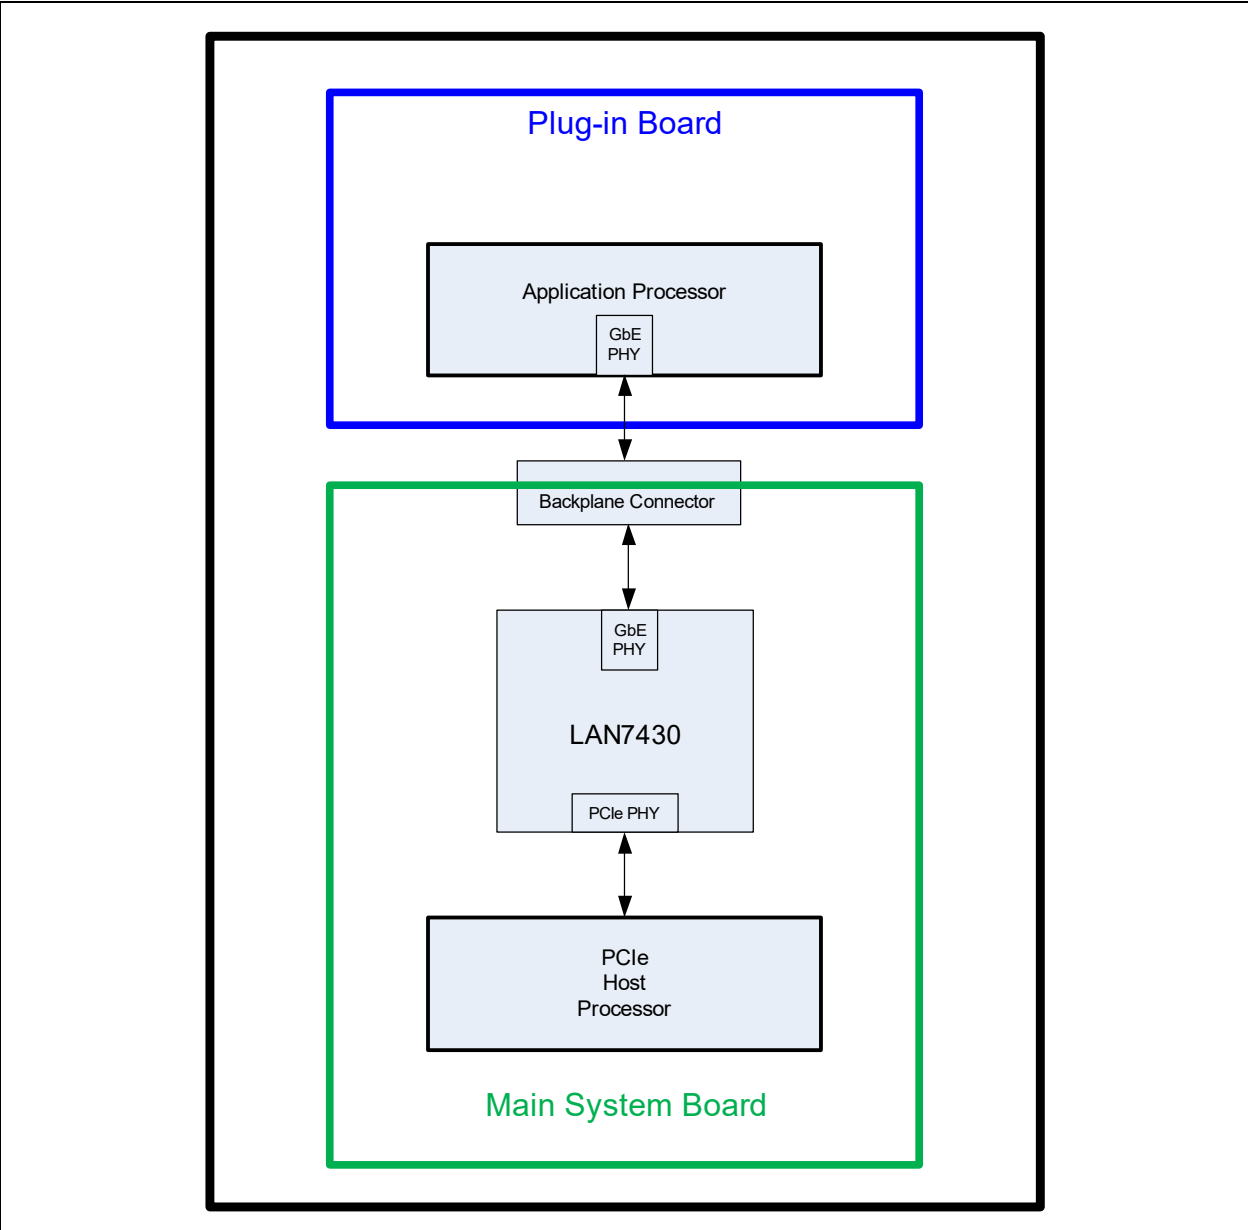 Plug-in Board
Application Processor
GbE
PHY
Backplane Connector
GbE
PHY
LAN7430
PCIe PHY
PCIe
Host
Processor
Main System Board